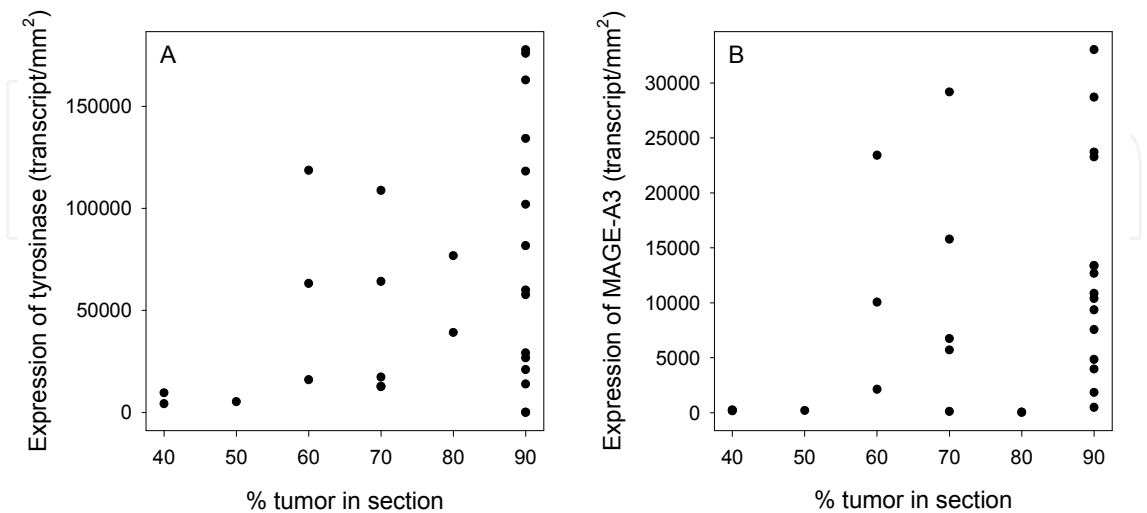 A
Expression of tyrosinase (transcript/mm²)
150000
100000
50000
0
40 50 60 70 80 90
% tumor in section
B
Expression of MAGE-A3 (transcript/mm²)
30000
25000
20000
15000
10000
5000
0
40 50 60 70 80 90
% tumor in section